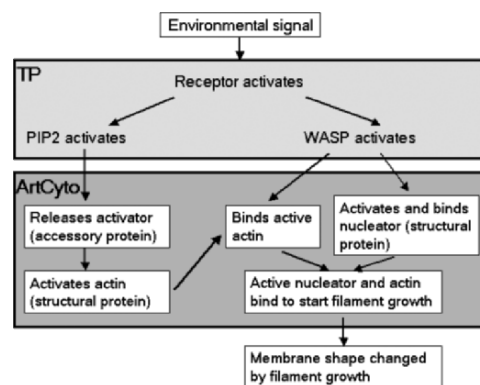 Environmental signal
TP
Receptor activates
PIP2 activates
WASP activates
ArtCyto
Releases activator
(accessory protein)
Binds active
actin
Activates and binds
nucleator (structural
protein)
Activates actin
(structural protein)
Active nucleator and actin
bind to start filament growth
Membrane shape changed
by filament growth